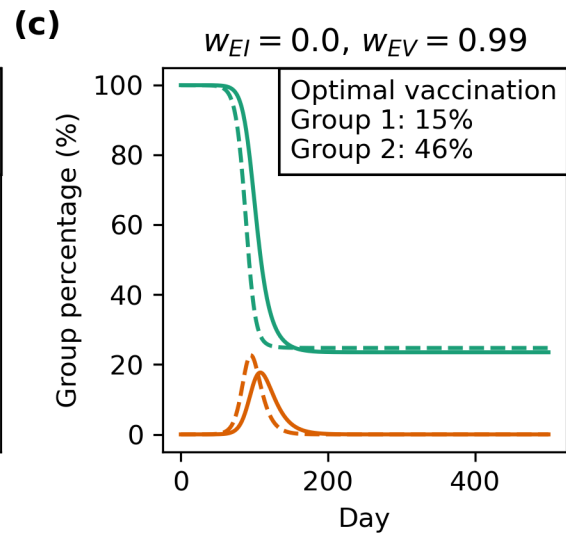 (c)
w_EI = 0.0, w_EV = 0.99
Optimal vaccination
Group 1: 15%
Group 2: 46%
Group percentage (%)
100
80
60
40
20
0
0 200 400
Day